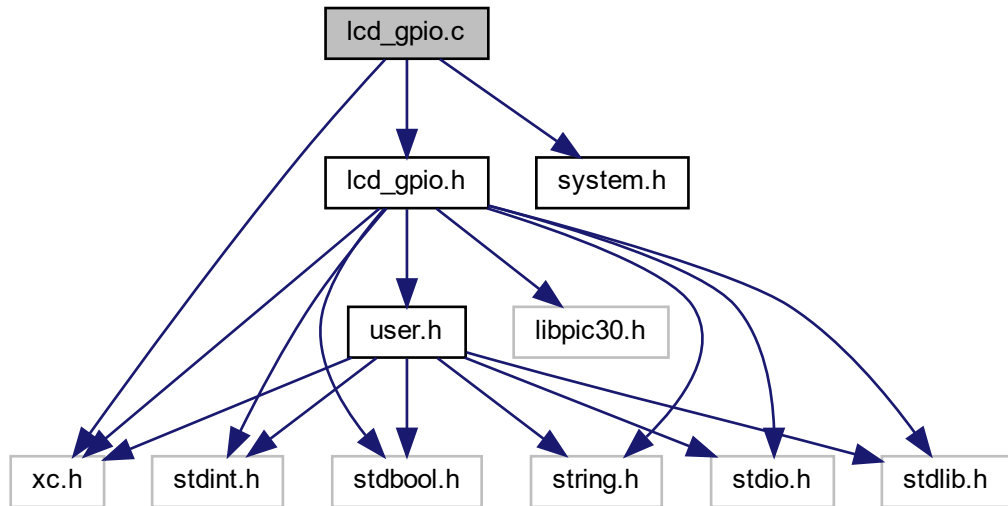 lcd_gpio.c
lcd_gpio.h
system.h
user.h
libpic30.h
xc.h
stdint.h
stdbool.h
string.h
stdio.h
stdlib.h